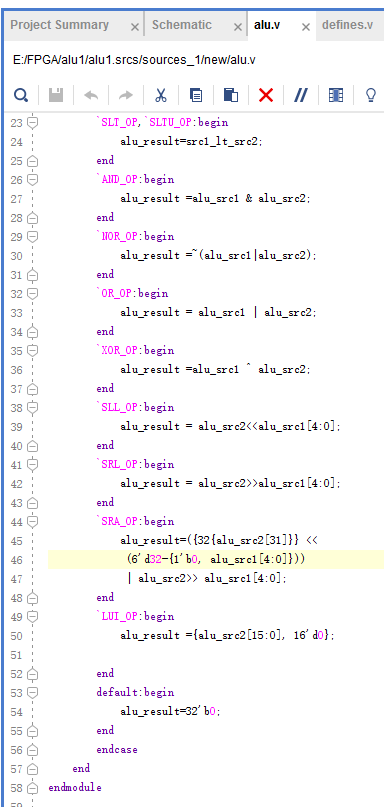 Project Summary × Schematic × alu.v × defines.v
E:/FPGA/alu1/alu1.srcs/sources_1/new/alu.v
23 `SLT_OP,`SLTU_OP:begin
24 alu_result=src1_lt_src2;
25 end
26 `AND_OP:begin
27 alu_result =alu_src1 & alu_src2;
28 end
29 `NOR_OP:begin
30 alu_result =~(alu_src1|alu_src2);
31 end
32 `OR_OP:begin
33 alu_result = alu_src1 | alu_src2;
34 end
35 `XOR_OP:begin
36 alu_result =alu_src1 ^ alu_src2;
37 end
38 `SLL_OP:begin
39 alu_result = alu_src2<<alu_src1[4:0];
40 end
41 `SRL_OP:begin
42 alu_result = alu_src2>>alu_src1[4:0];
43 end
44 `SRA_OP:begin
45 alu_result=({32{alu_src2[31]}} <<
46 (6'd32-{1'b0, alu_src1[4:0]}))
47 | alu_src2>> alu_src1[4:0];
48 end
49 `LUI_OP:begin
50 alu_result ={alu_src2[15:0], 16'd0};
51
52 end
53 default:begin
54 alu_result=32'b0;
55 end
56 endcase
57 end
58 endmodule